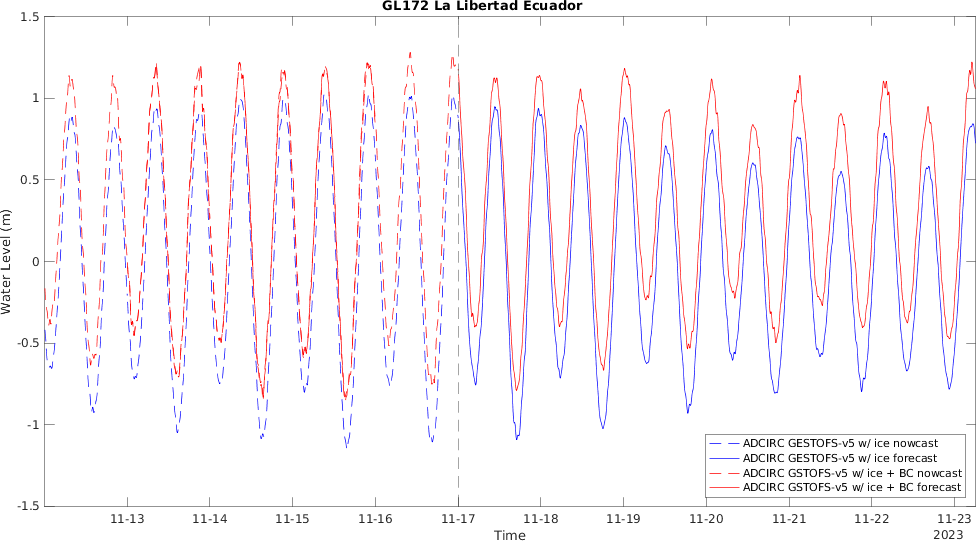 GL172 La Libertad Ecuador
1.5
1
0.5
0
-0.5
-1
-1.5
Water Level (m)
11-13 11-14 11-15 11-16 11-17 11-18 11-19 11-20 11-21 11-22 11-23
Time
2023
ADCIRC GESTOFS-v5 w/ ice nowcast
ADCIRC GESTOFS-v5 w/ ice forecast
ADCIRC GSTOFS-v5 w/ ice + BC nowcast
ADCIRC GSTOFS-v5 w/ ice + BC forecast